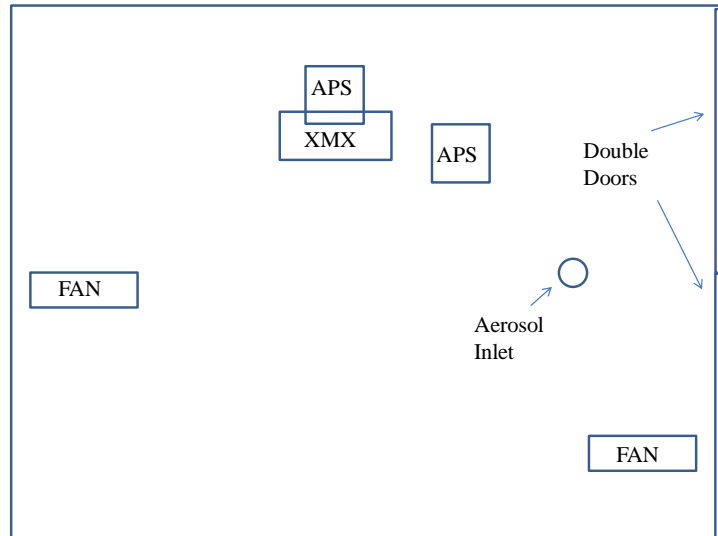 APS
XMX
APS
Double
Doors
FAN
Aerosol
Inlet
FAN